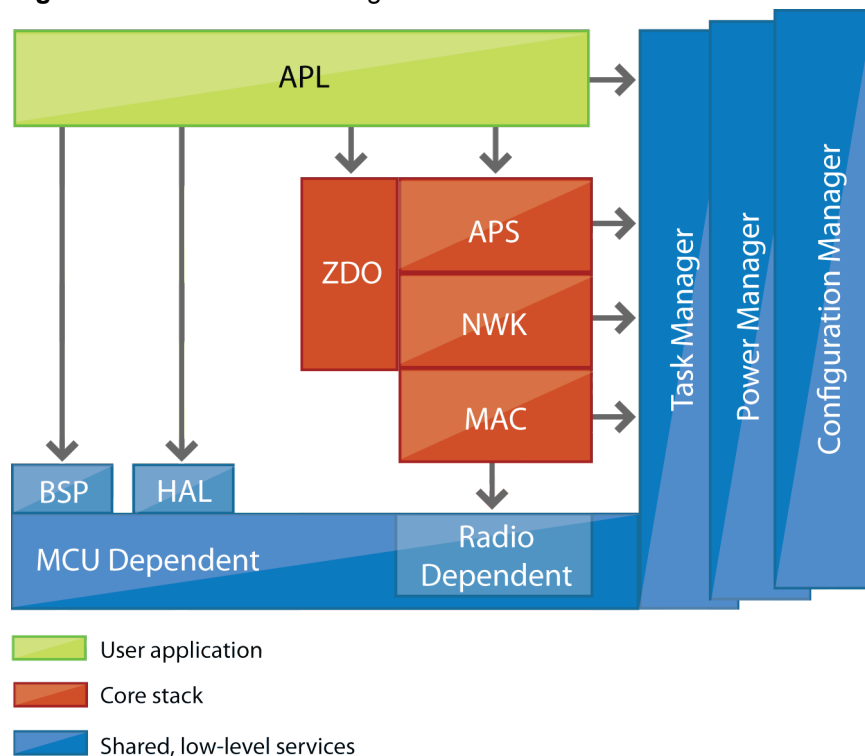 APL
APS
ZDO
NWK
MAC
Task Manager
Power Manager
Configuration Manager
BSP
HAL
MCU Dependent
Radio
Dependent
User application
Core stack
Shared, low-level services